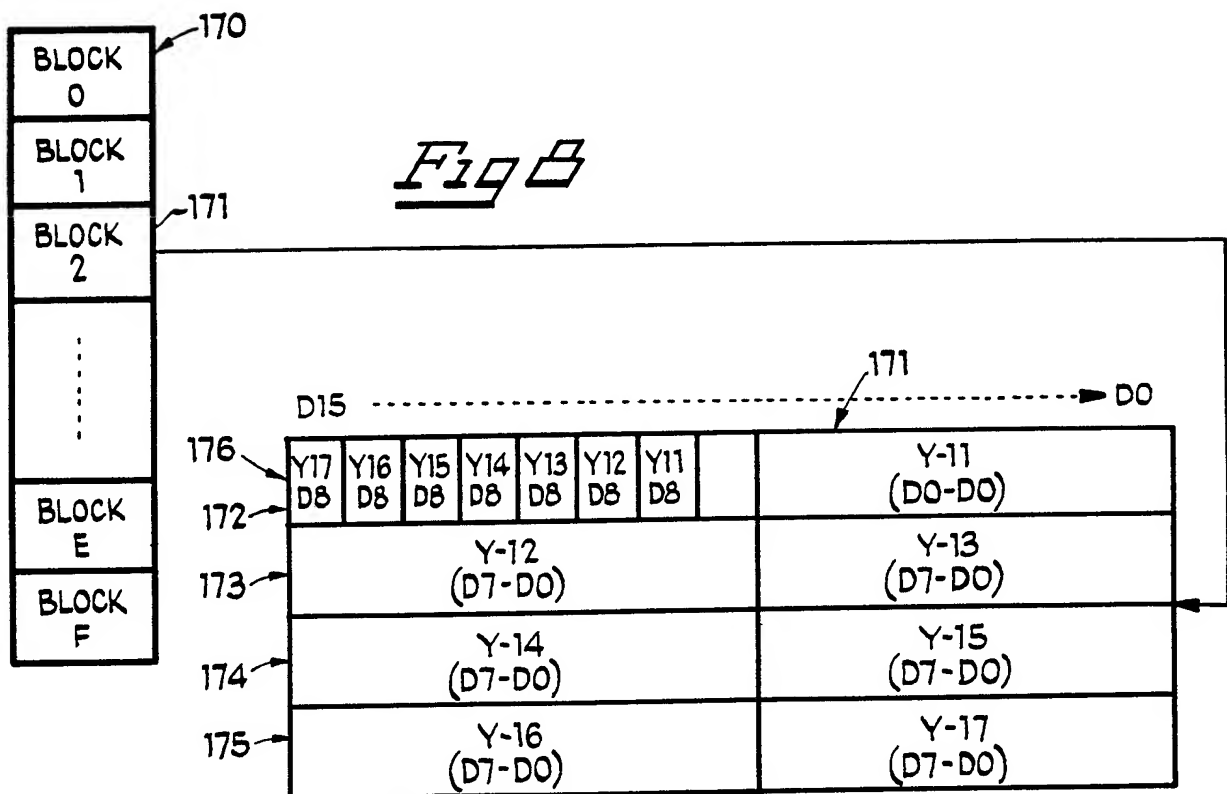 BLOCK
0
170
BLOCK
1
Fig 8
BLOCK
2
171
171
D15
D0
176
Y17 Y16 Y15 Y14 Y13 Y12 Y11
D8 D8 D8 D8 D8 D8 D8
Y-11
(D0-D0)
172
BLOCK
E
173
Y-12
(D7-D0)
Y-13
(D7-D0)
BLOCK
F
174
Y-14
(D7-D0)
Y-15
(D7-D0)
175
Y-16
(D7-D0)
Y-17
(D7-D0)